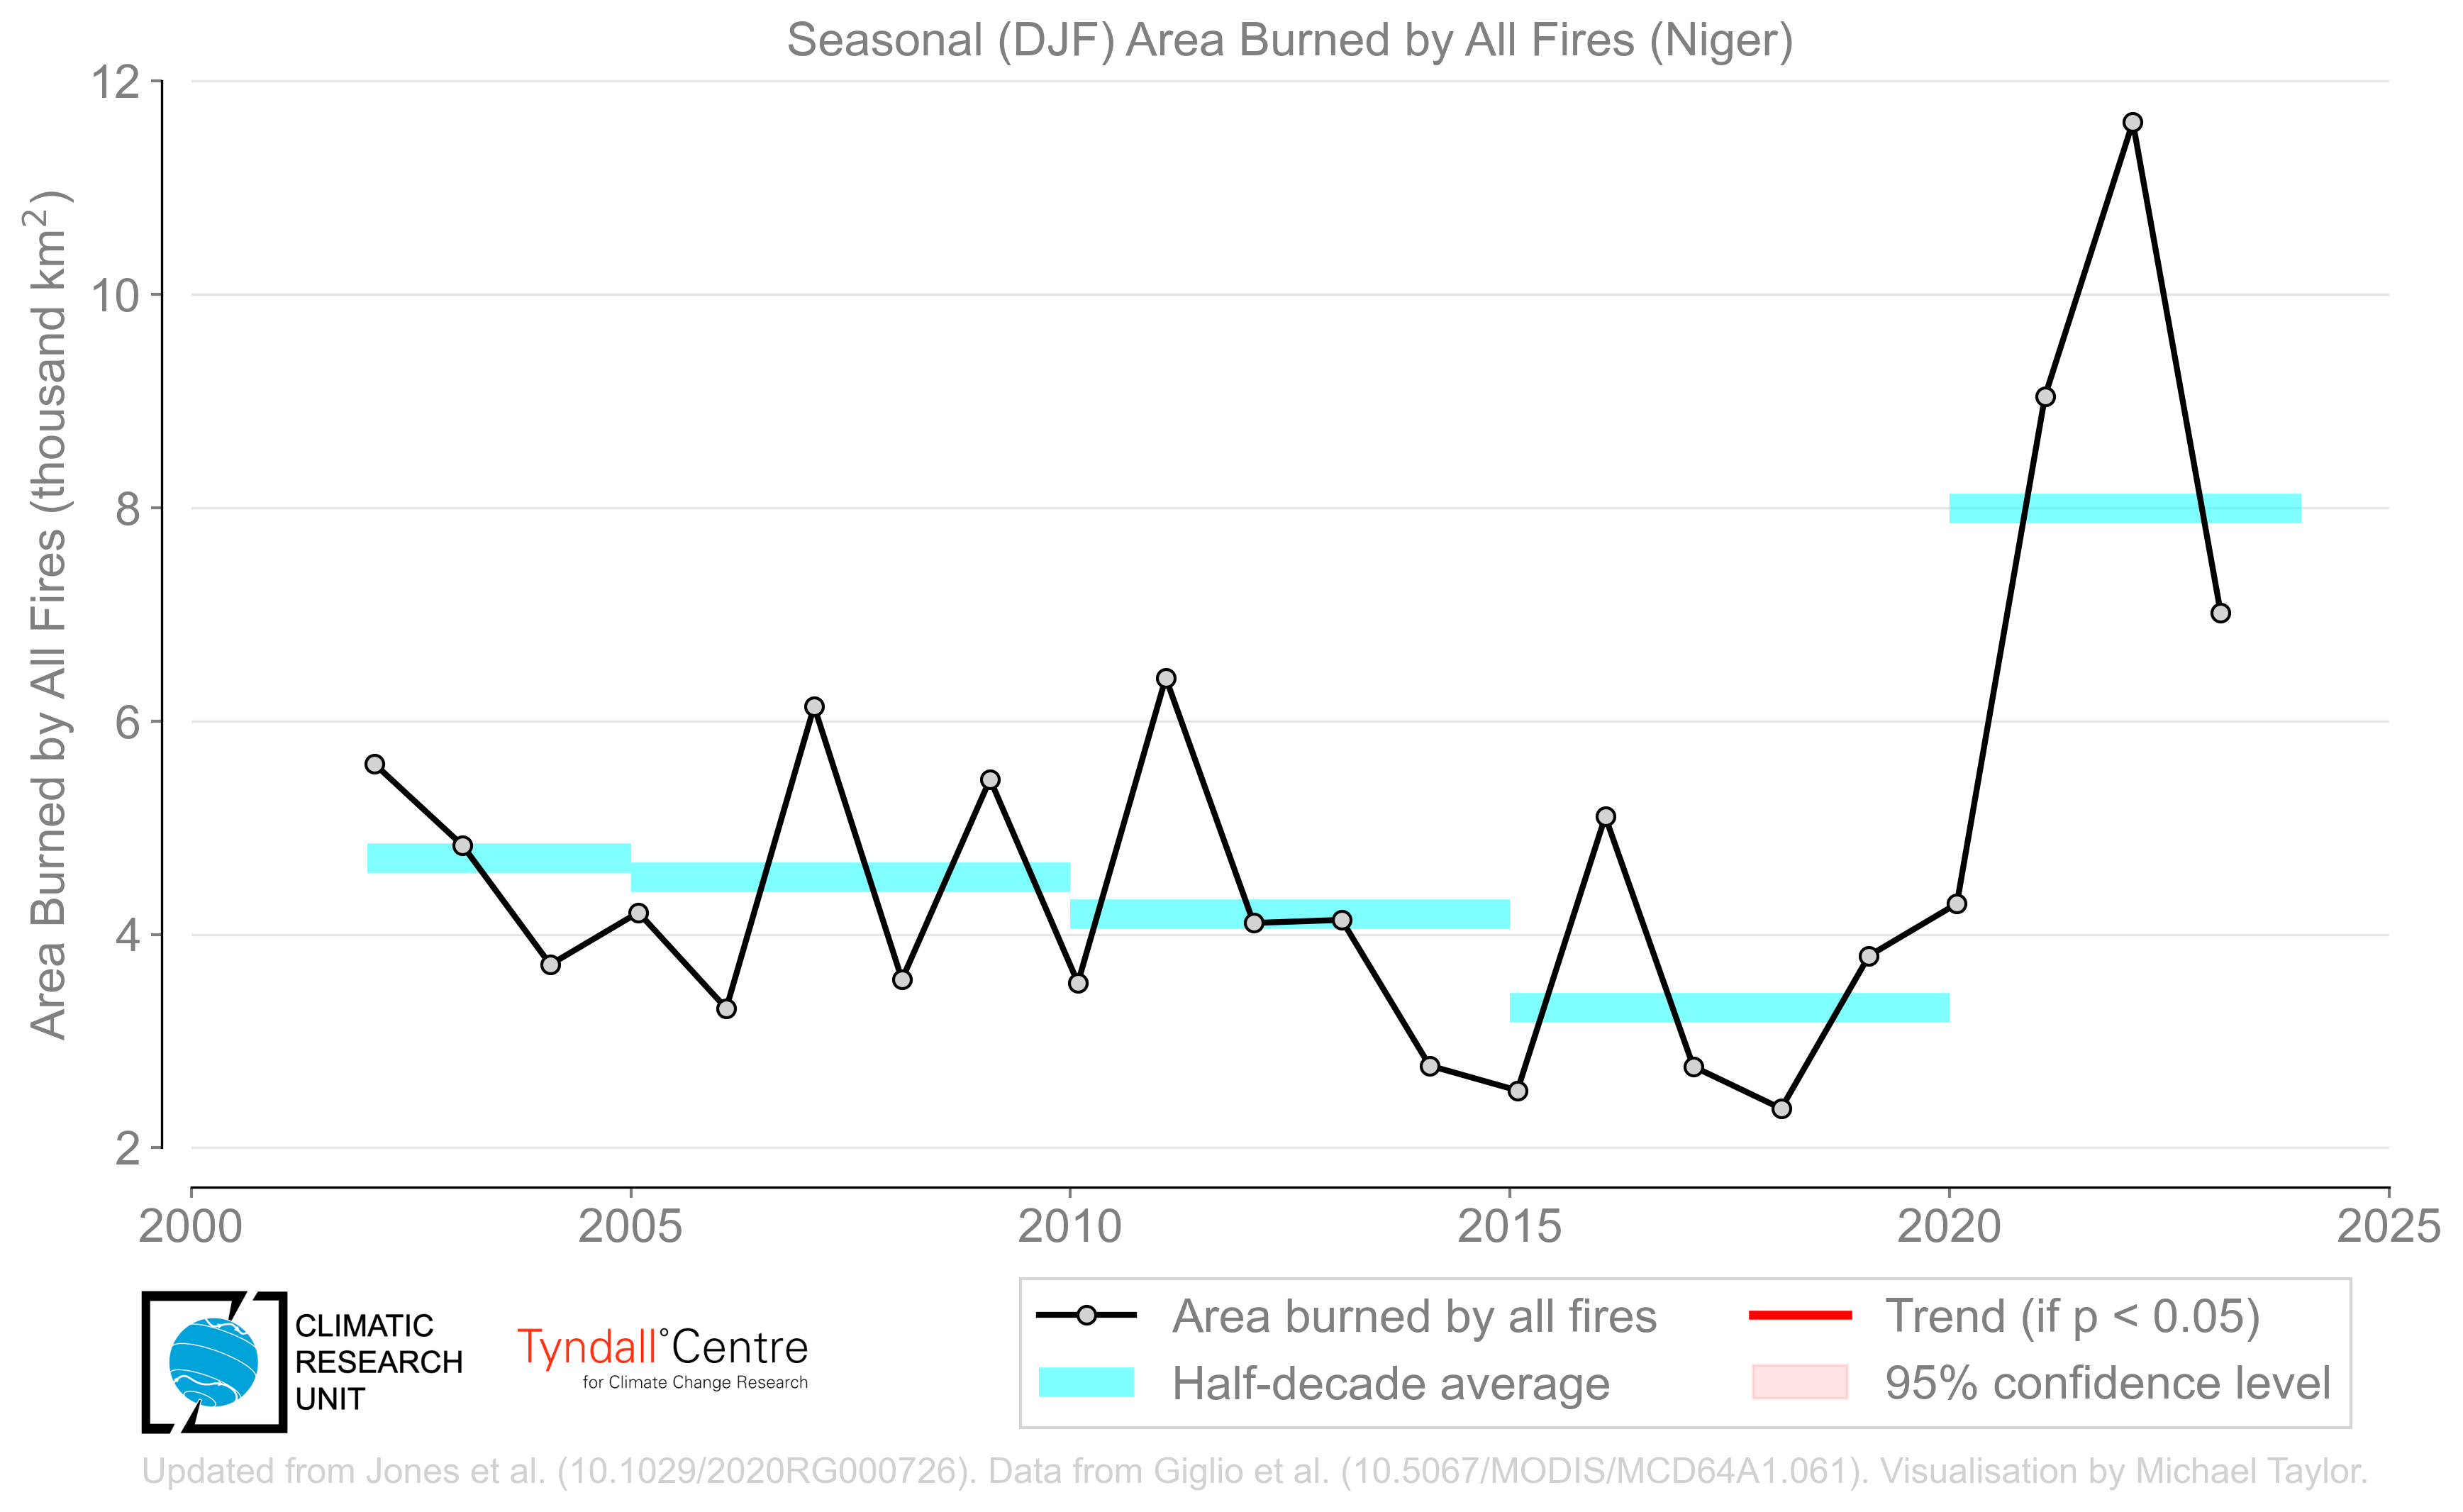 Seasonal (DJF) Area Burned by All Fires (Niger)
Area Burned by All Fires (thousand km²)
12
10
8
6
4
2
2000 2005 2010 2015 2020 2025
CLIMATIC
RESEARCH
UNIT
Tyndall°Centre
for Climate Change Research
Area burned by all fires
Half-decade average
Trend (if p < 0.05)
95% confidence level
Updated from Jones et al. (10.1029/2020RG000726). Data from Giglio et al. (10.5067/MODIS/MCD64A1.061). Visualisation by Michael Taylor.